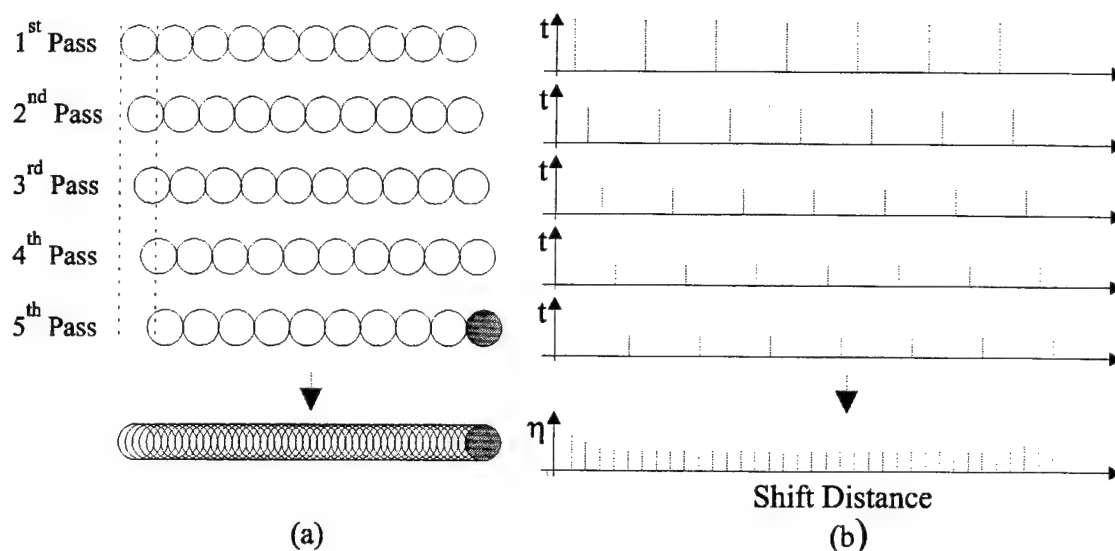 1st Pass
2nd Pass
3rd Pass
4th Pass
5th Pass
t
t
t
t
t
η
Shift Distance
(a)
(b)